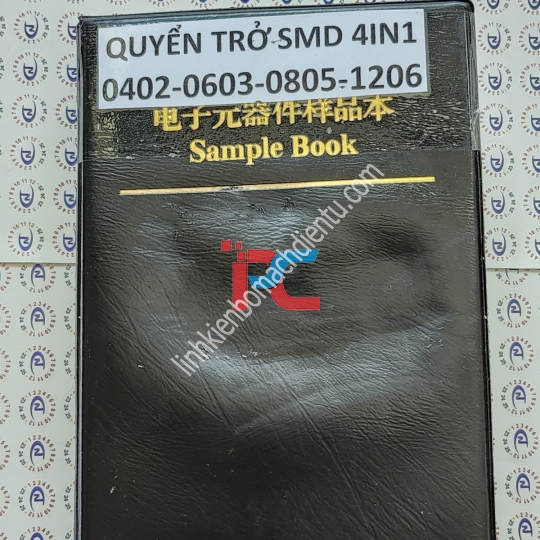 QUYỂN TRỞ SMD 4IN1
0402-0603-0805-1206
电子元器件样品本
Sample Book
PC
linhkienbomachdientu.com